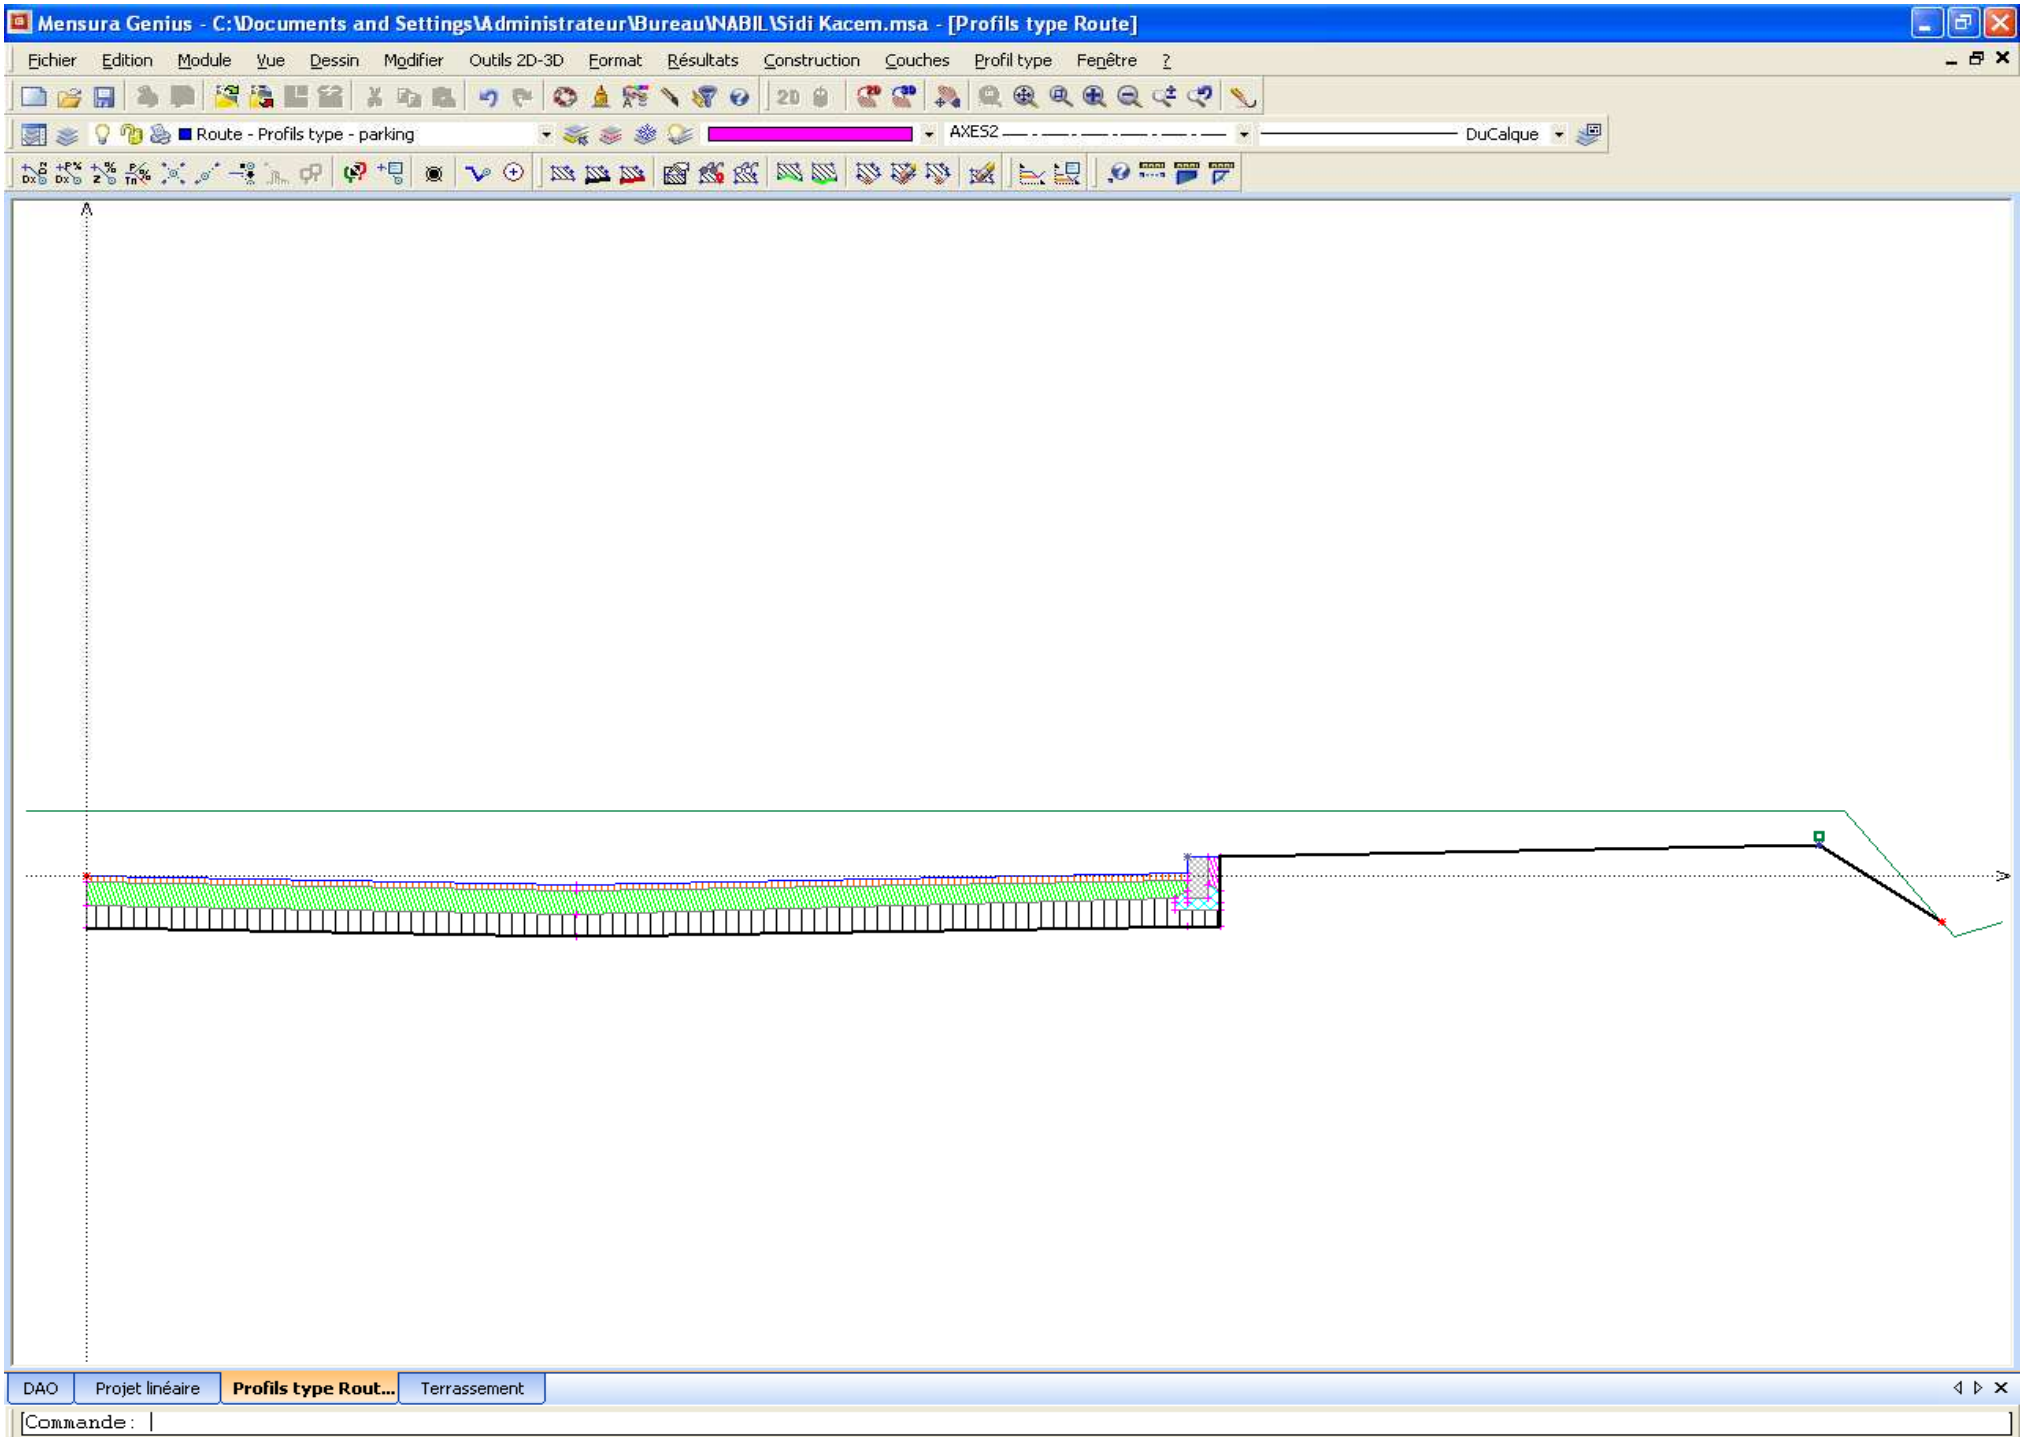 Mensura Genius - C:\Documents and Settings\Administrateur\Bureau\NABIL\Sidi Kacem.msa - [Profils type Route]
Fichier Edition Module Vue Dessin Modifier Outils 2D-3D Format Résultats Construction Couches Profil type Fenêtre ?
2D
Route - Profils type - parking AXES2 DuCalque
DAO Projet linéaire Profils type Rout... Terrassement
Commande: